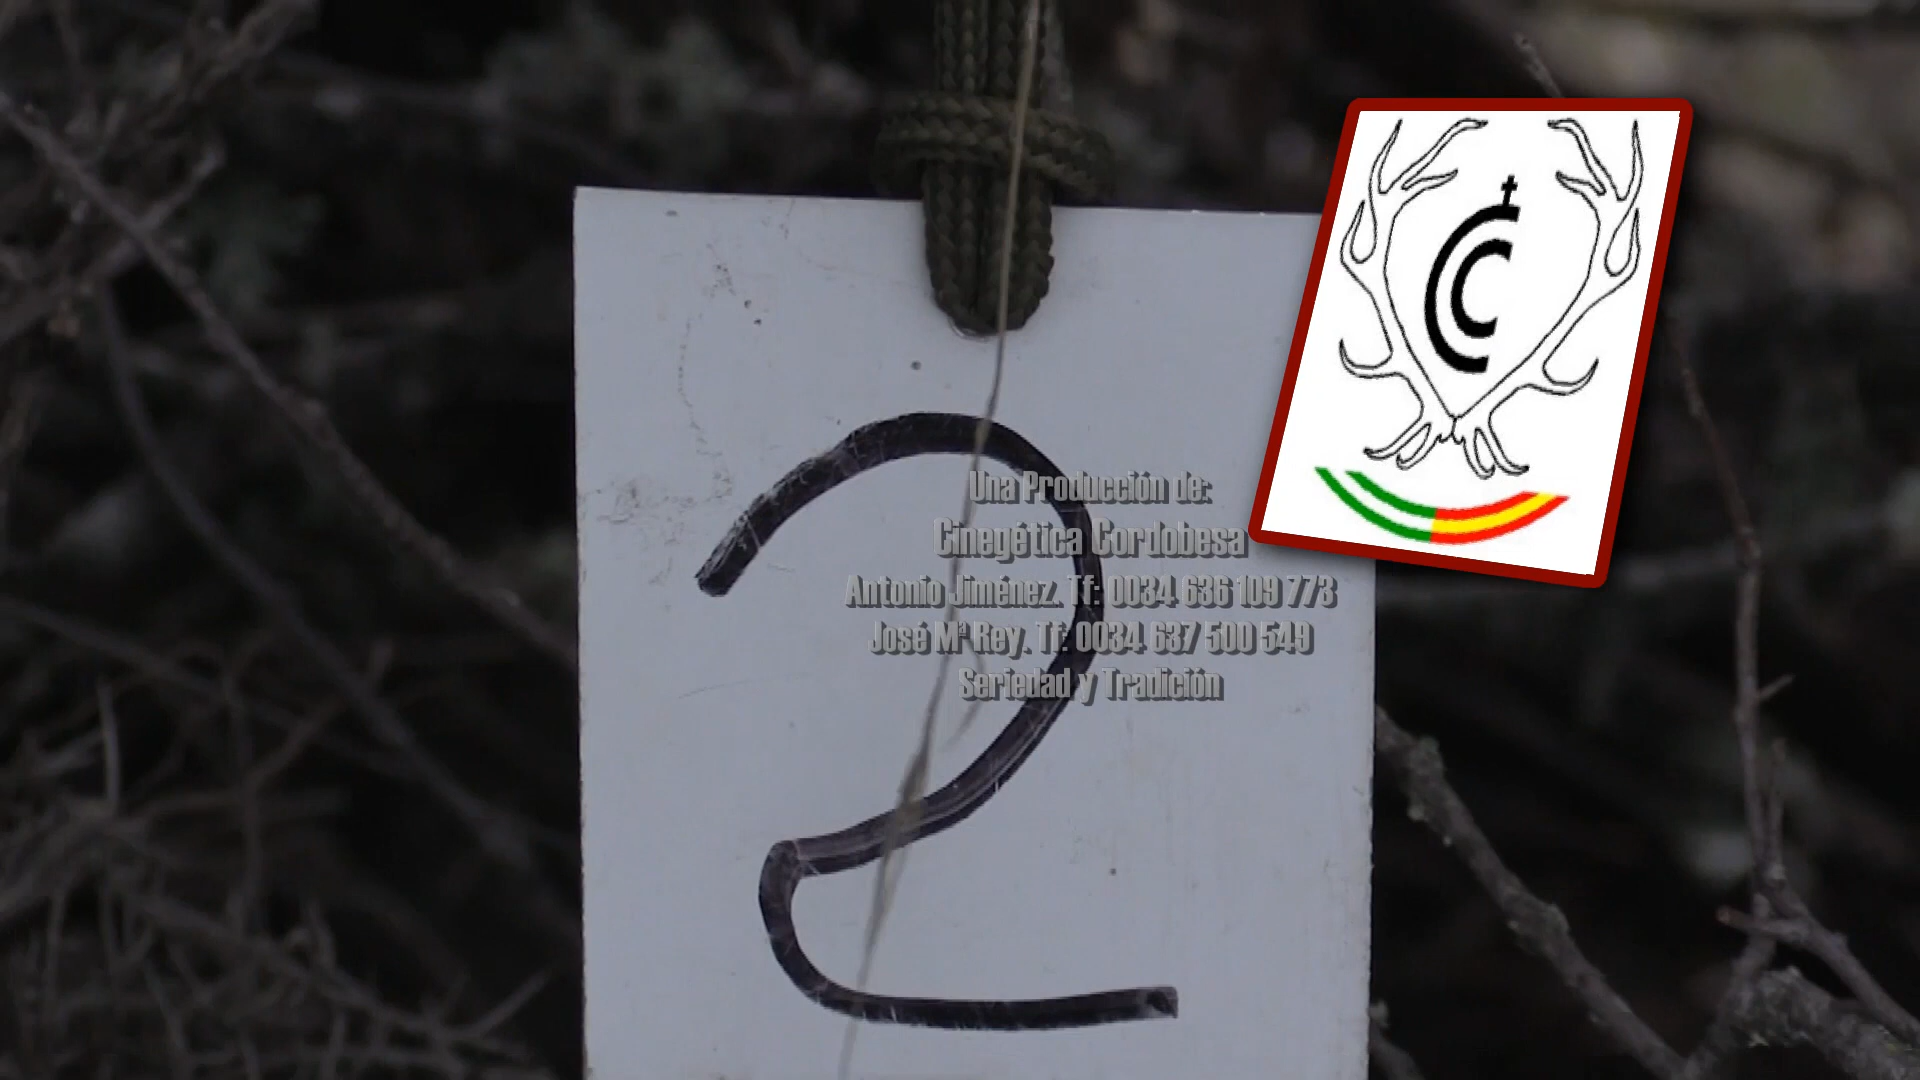 2
Una Producción de:
Cinegética Cordobesa
Antonio Jiménez. Tf: 0034 636 109 773
José Mª Rey. Tf: 0034 637 500 549
Seriedad y Tradición
CC